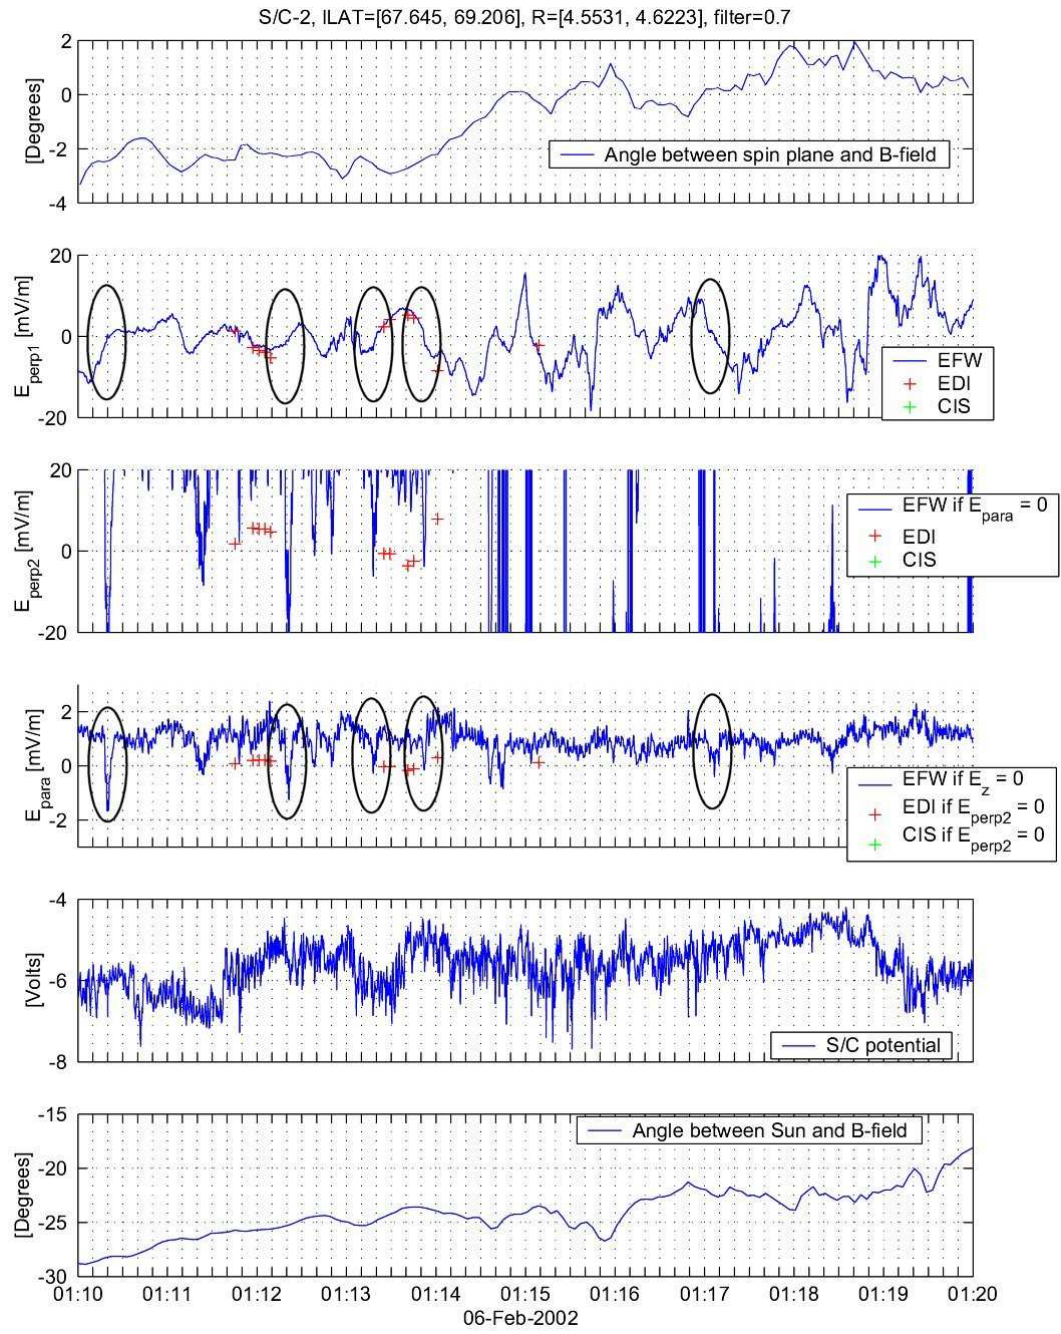 S/C-2, ILAT=[67.645, 69.206], R=[4.5531, 4.6223], filter=0.7
[Degrees]
2
0
-2
-4
Angle between spin plane and B-field
E_perp1 [mV/m]
20
0
-20
EFW
EDI
CIS
E_perp2 [mV/m]
20
0
-20
EFW if E_para = 0
EDI
CIS
E_para [mV/m]
2
0
-2
EFW if E_z = 0
EDI if E_perp2 = 0
CIS if E_perp2 = 0
[Volts]
-4
-6
-8
S/C potential
[Degrees]
-15
-20
-25
-30
Angle between Sun and B-field
01:10 01:11 01:12 01:13 01:14 01:15 01:16 01:17 01:18 01:19 01:20
06-Feb-2002